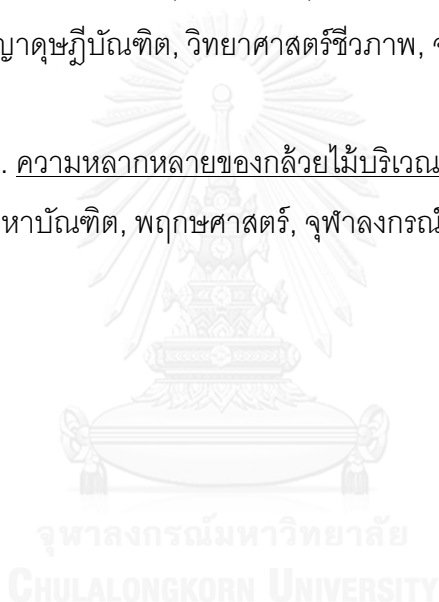 ญาดุษฎีบัณฑิต, วิทยาศาสตร์ชีวภาพ, จ
. ความหลากหลายของกล้วยไม้บริเวณ
หาบัณฑิต, พฤกษศาสตร์, จุฬาลงกรณ์
จุฬาลงกรณ์มหาวิทยาลัย
CHULALONGKORN UNIVERSITY